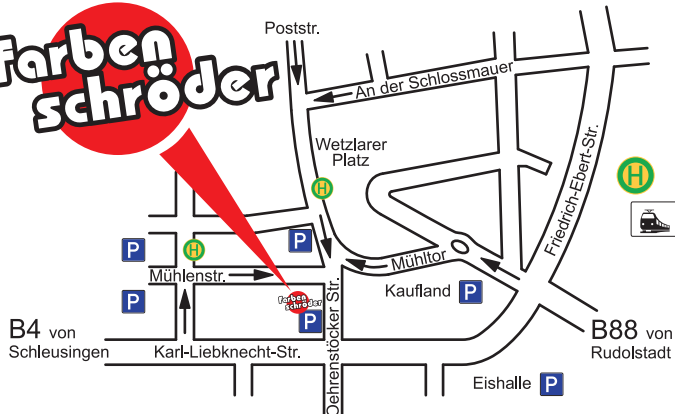 farben
schröder
Poststr.
An der Schlossmauer
Wetzlarer
Platz
Friedrich-Ebert-Str.
H
H
H
P
P
P
Mühltor
Mühlenstr.
Kaufland P
farben
schröder
P
Oehrenstöcker Str.
B4 von
Schleusingen
Karl-Liebknecht-Str.
B88 von
Rudolstadt
Eishalle P